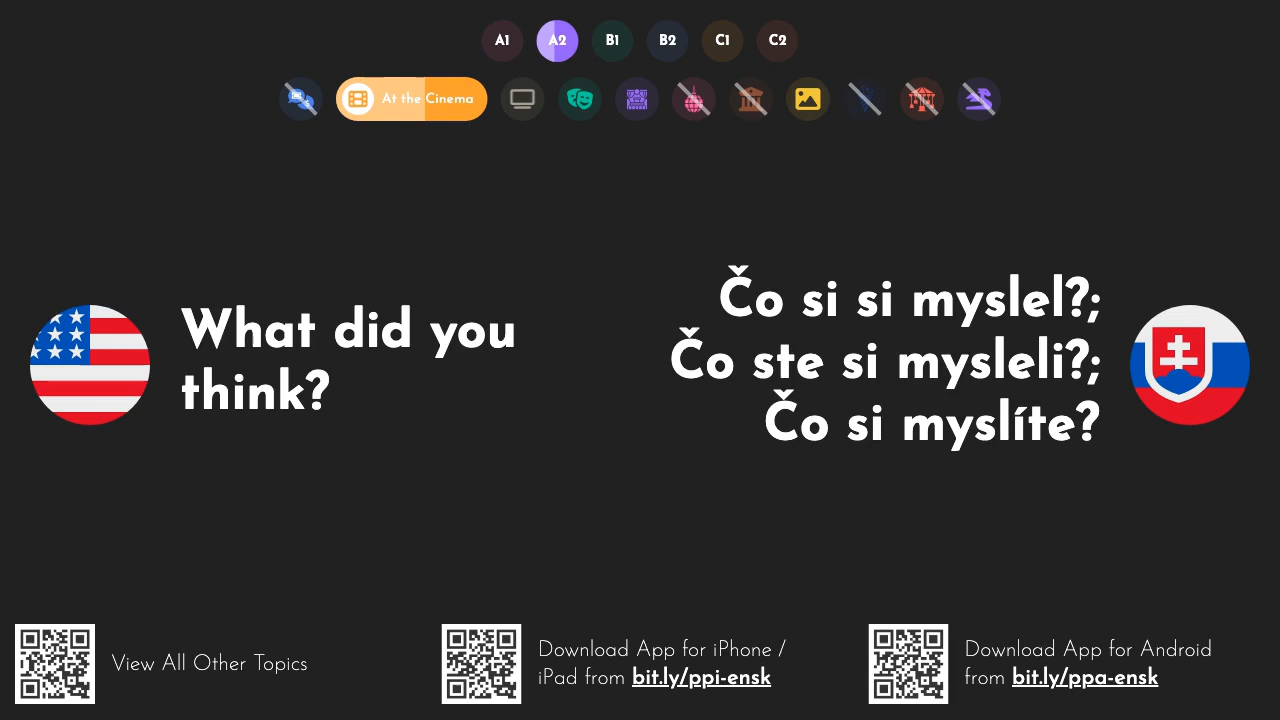 A1 A2 B1 B2 C1 C2
At the Cinema
What did you
think?
Čo si si myslel?;
Čo ste si mysleli?;
Čo si myslíte?
View All Other Topics
Download App for iPhone /
iPad from bit.ly/ppi-ensk
Download App for Android
from bit.ly/ppa-ensk